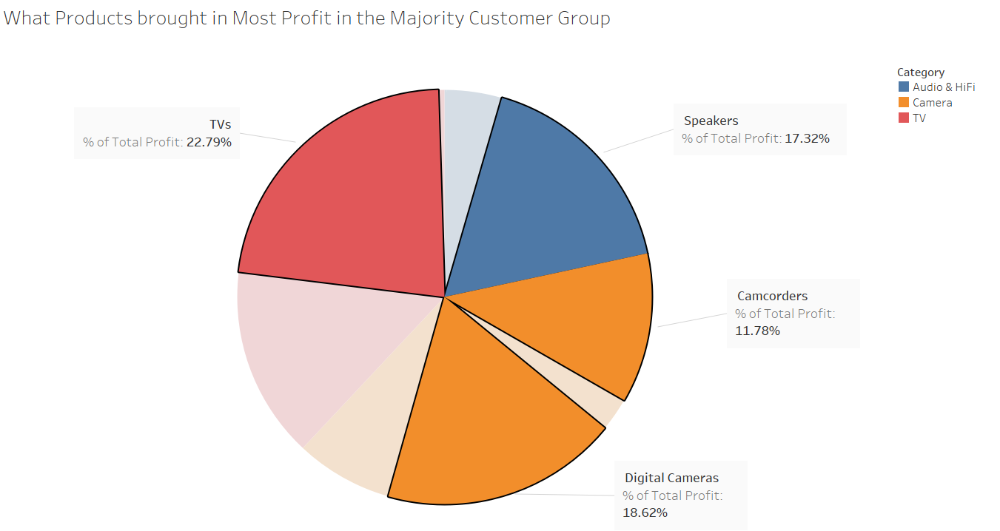 What Products brought in Most Profit in the Majority Customer Group
Category
Audio & HiFi
Camera
TV
TVs
% of Total Profit: 22.79%
Speakers
% of Total Profit: 17.32%
Camcorders
% of Total Profit:
11.78%
Digital Cameras
% of Total Profit:
18.62%